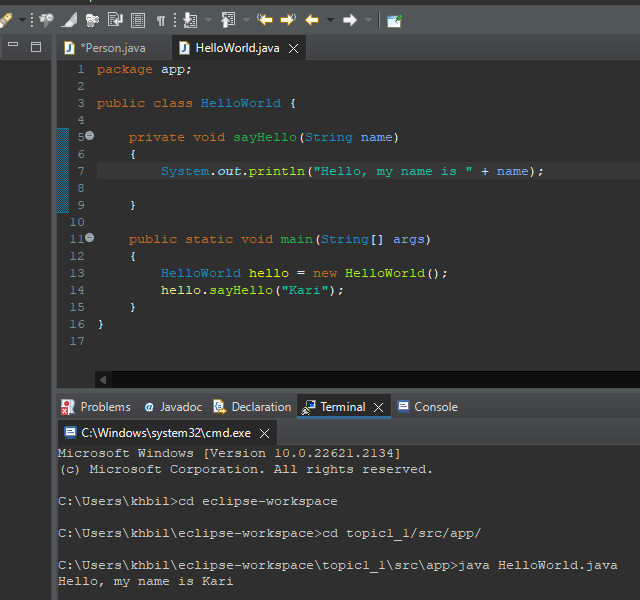 *Person.java HelloWorld.java
1 package app;
2
3 public class HelloWorld {
4
5 private void sayHello(String name)
6 {
7 System.out.println("Hello, my name is " + name);
8
9 }
10
11 public static void main(String[] args)
12 {
13 HelloWorld hello = new HelloWorld();
14 hello.sayHello("Kari");
15 }
16 }
17
Problems Javadoc Declaration Terminal Console
C:\Windows\system32\cmd.exe
Microsoft Windows [Version 10.0.22621.2134]
(c) Microsoft Corporation. All rights reserved.
C:\Users\khbil>cd eclipse-workspace
C:\Users\khbil\eclipse-workspace>cd topic1_1/src/app/
C:\Users\khbil\eclipse-workspace\topic1_1\src\app>java HelloWorld.java
Hello, my name is Kari